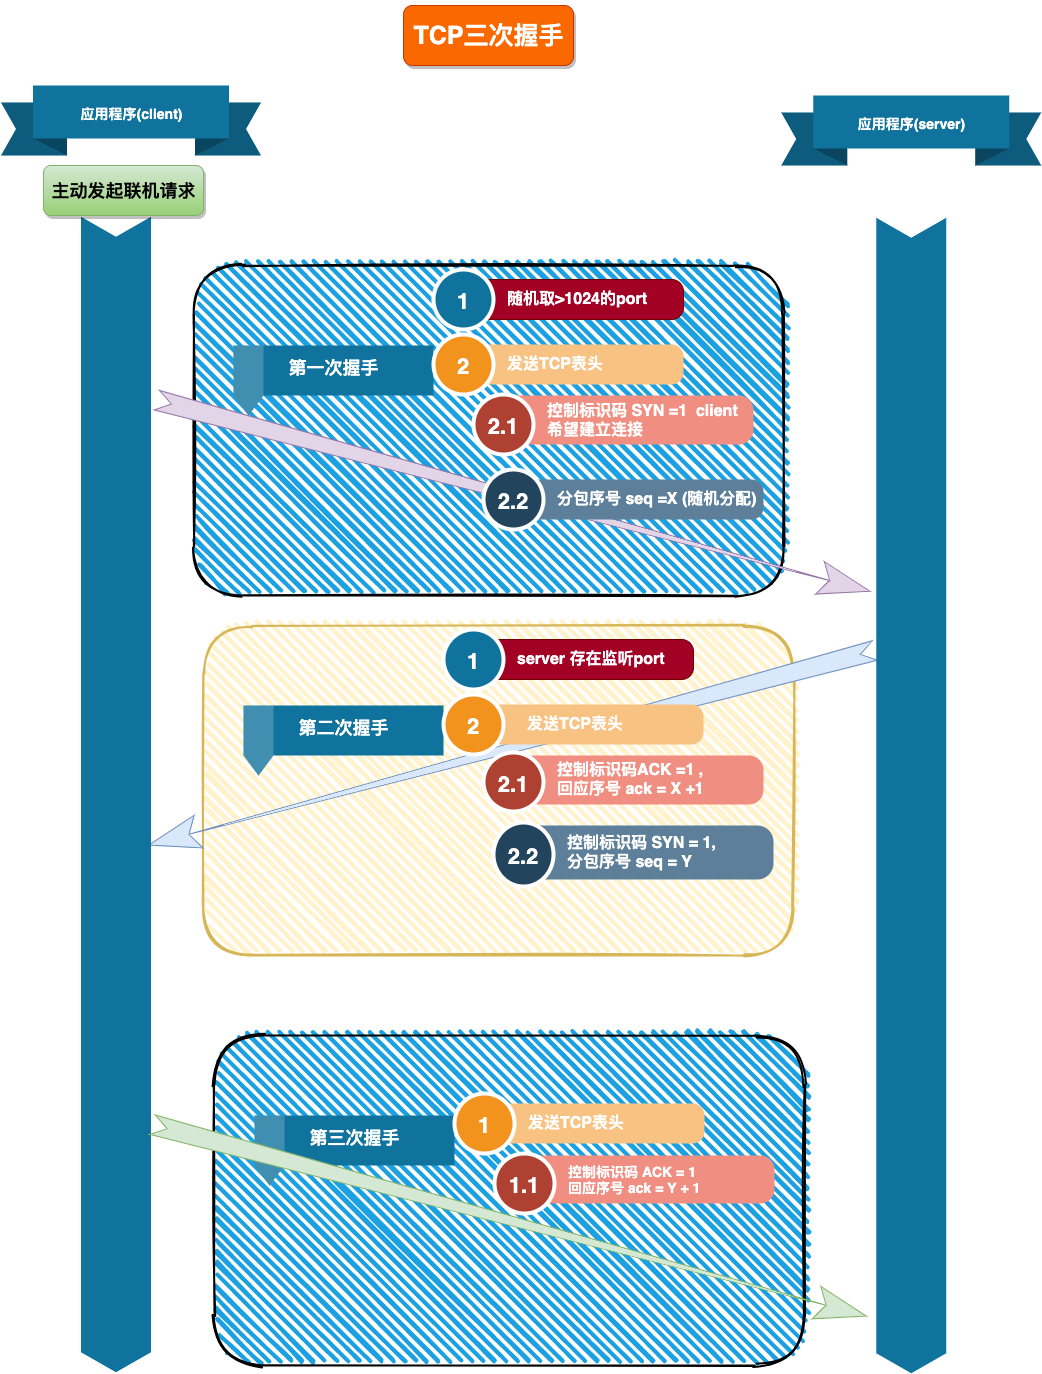 TCP三次握手
应用程序(client)
应用程序(server)
主动发起联机请求
1
随机取>1024的port
第一次握手
2
发送TCP表头
2.1
控制标识码 SYN =1 client
希望建立连接
2.2
分包序号 seq =X (随机分配)
1
server 存在监听port
第二次握手
2
发送TCP表头
2.1
控制标识码ACK =1 ,
回应序号 ack = X +1
2.2
控制标识码 SYN = 1,
分包序号 seq = Y
第三次握手
1
发送TCP表头
1.1
控制标识码 ACK = 1
回应序号 ack = Y + 1